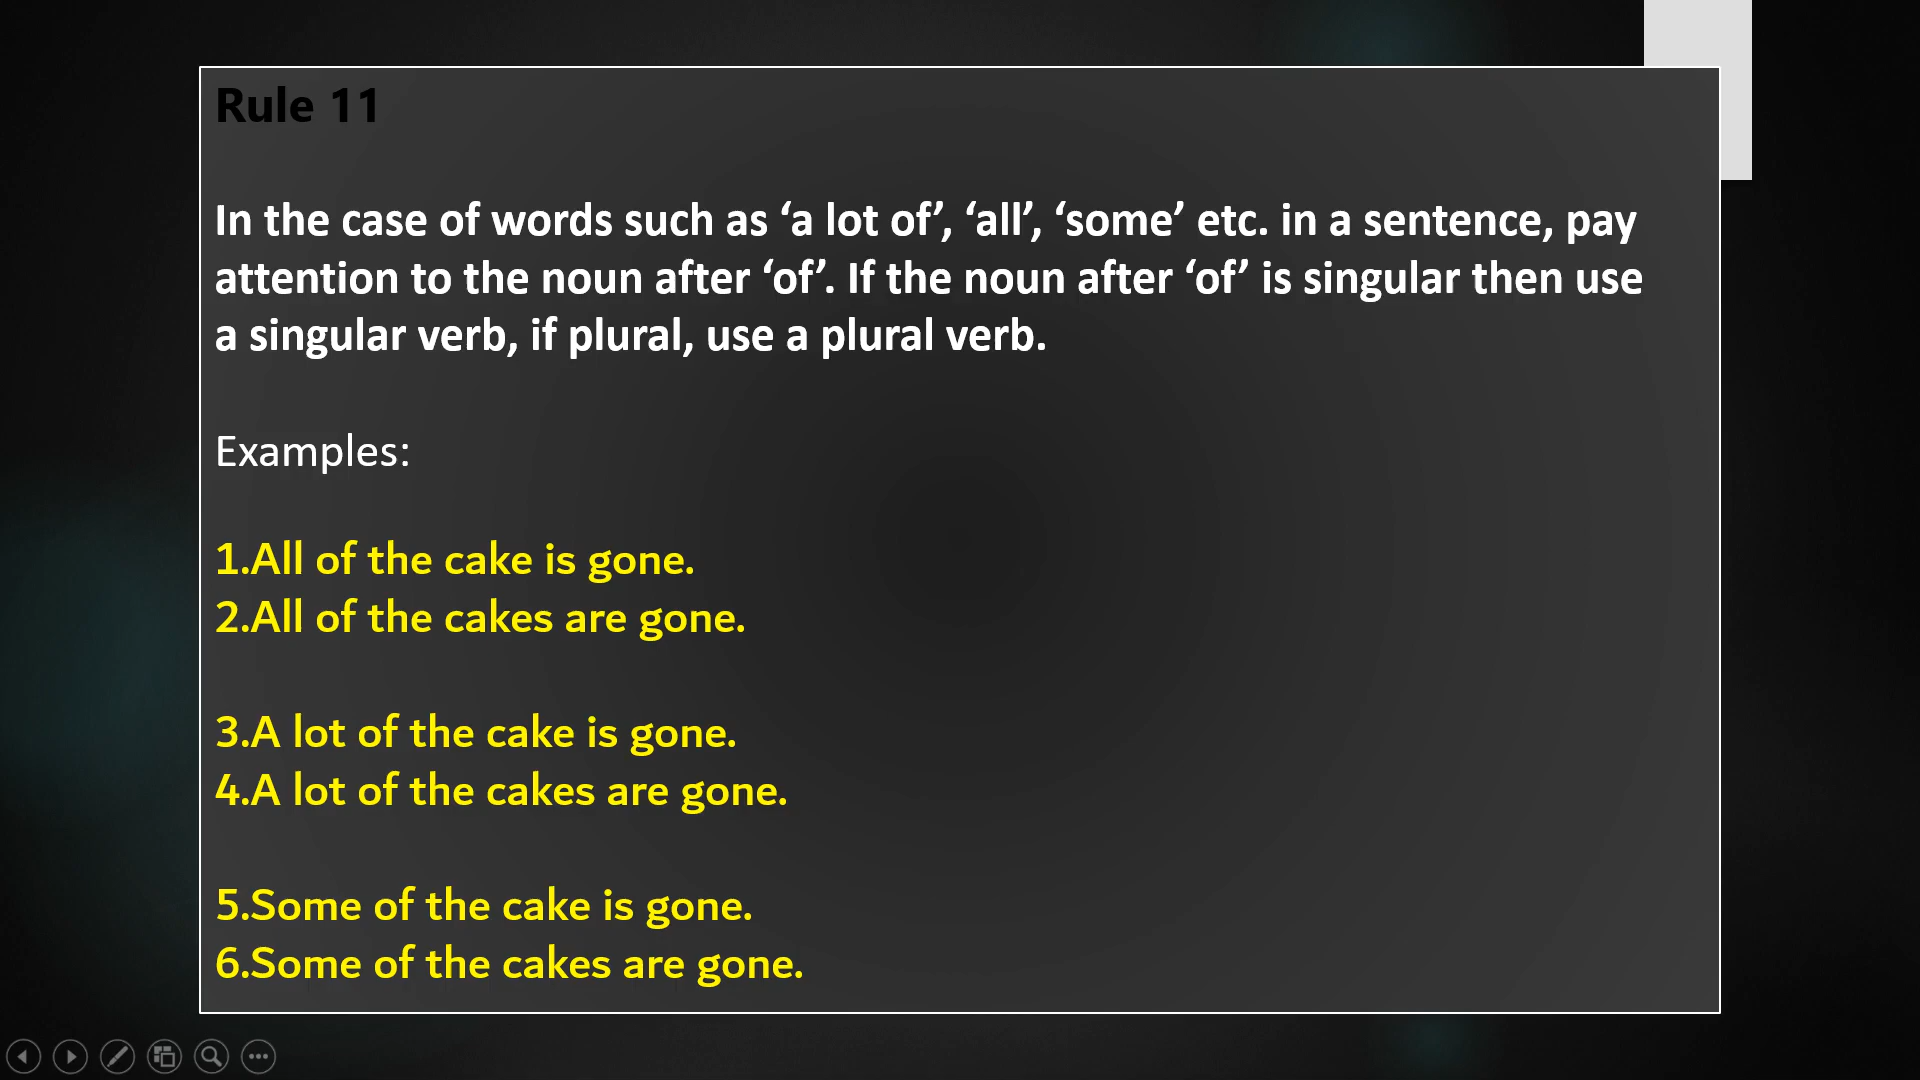 Rule 11
In the case of words such as ‘a lot of’, ‘all’, ‘some’ etc. in a sentence, pay
attention to the noun after ‘of’. If the noun after ‘of’ is singular then use
a singular verb, if plural, use a plural verb.
Examples:
1.All of the cake is gone.
2.All of the cakes are gone.
3.A lot of the cake is gone.
4.A lot of the cakes are gone.
5.Some of the cake is gone.
6.Some of the cakes are gone.